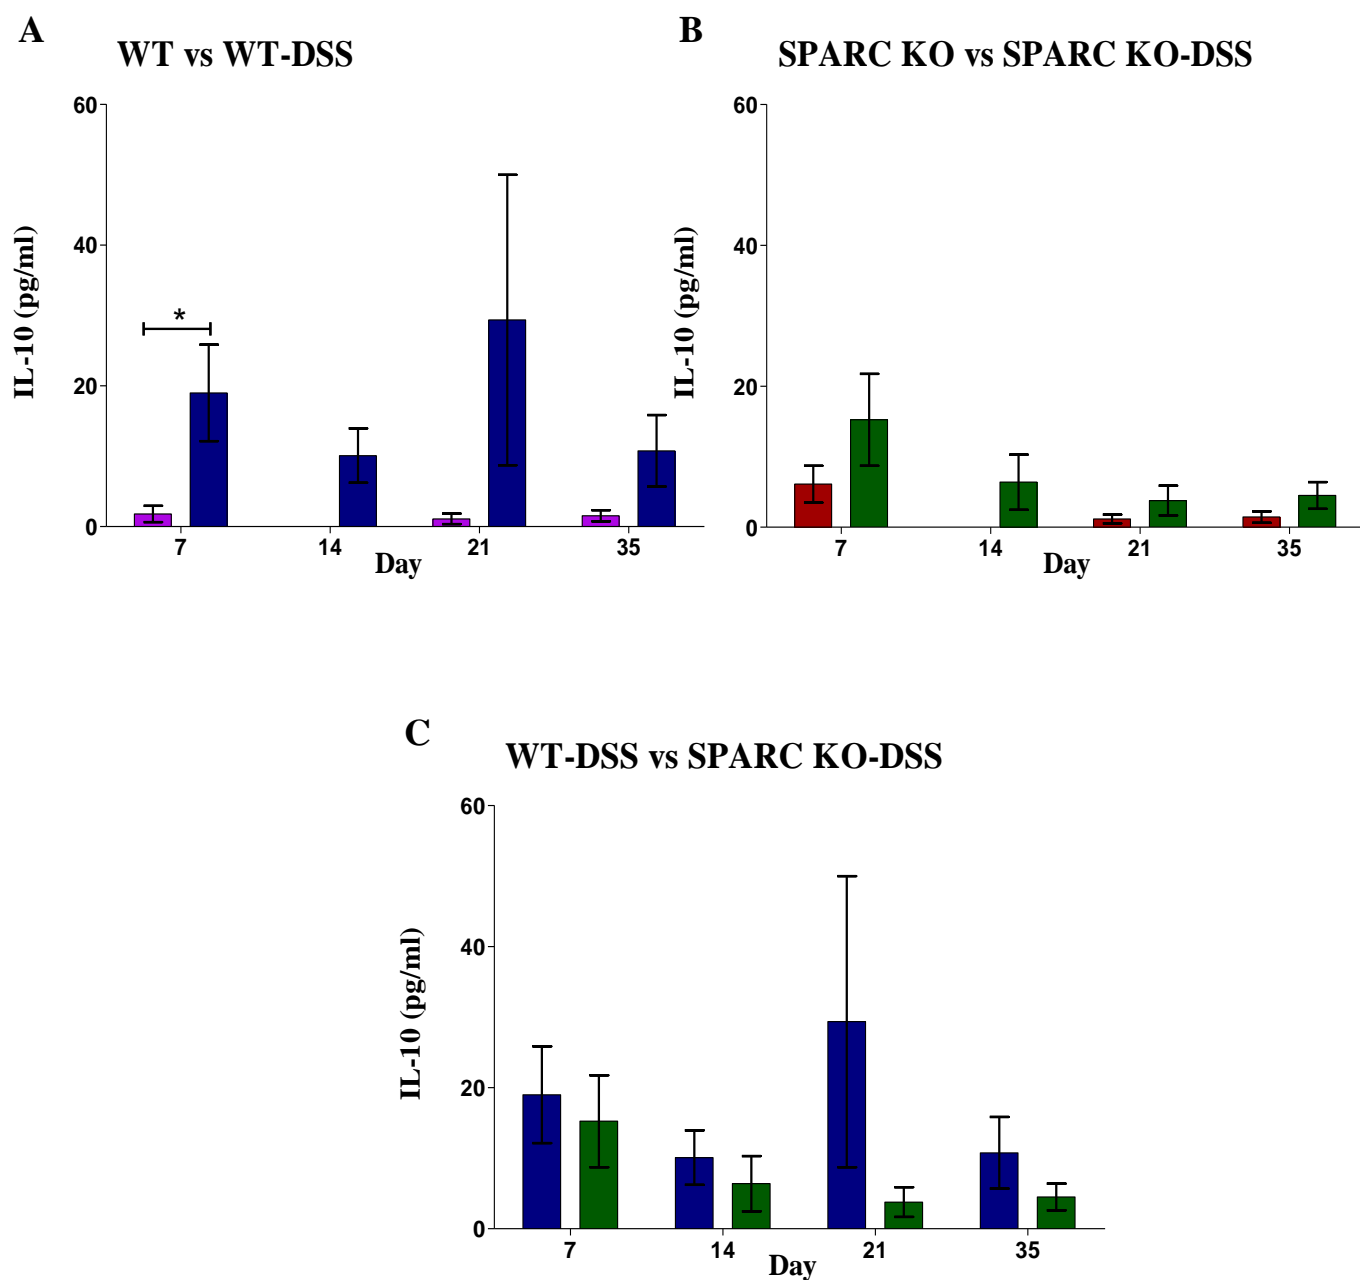 A
WT vs WT-DSS
60
40
20
0
IL-10 (pg/ml)
*
7 14 21 35
Day
B
SPARC KO vs SPARC KO-DSS
60
40
20
0
IL-10 (pg/ml)
7 14 21 35
Day
C
WT-DSS vs SPARC KO-DSS
60
40
20
0
IL-10 (pg/ml)
7 14 21 35
Day